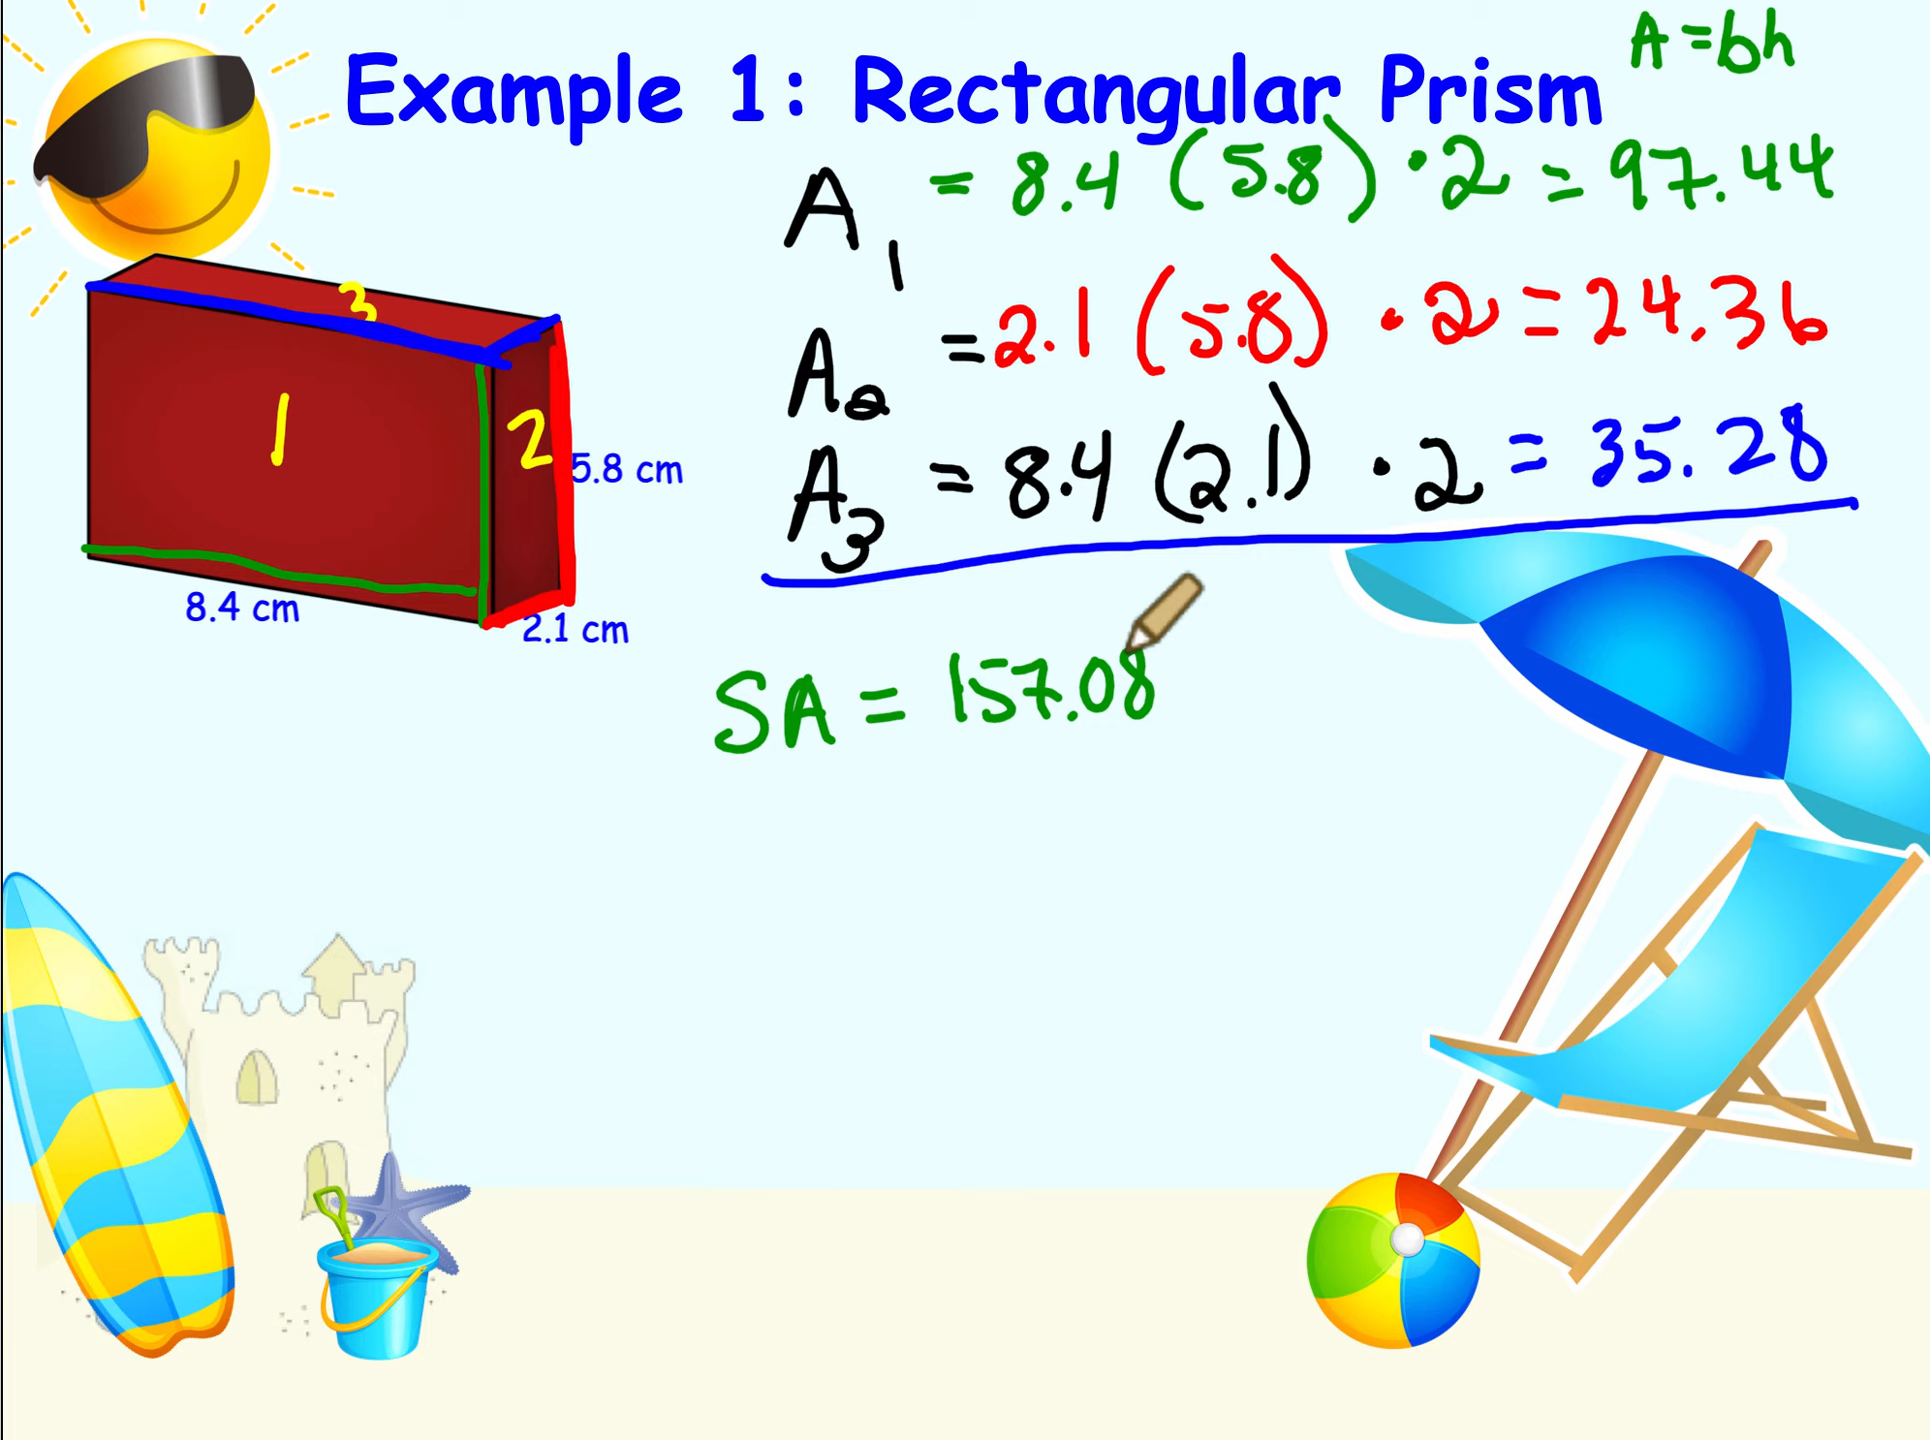 A = bh
Example 1: Rectangular Prism
A1 = 8.4 (5.8) · 2 = 97.44
A2 = 2.1 (5.8) · 2 = 24.36
A3 = 8.4 (2.1) · 2 = 35.28
3
1
2
5.8 cm
8.4 cm
2.1 cm
SA = 157.08